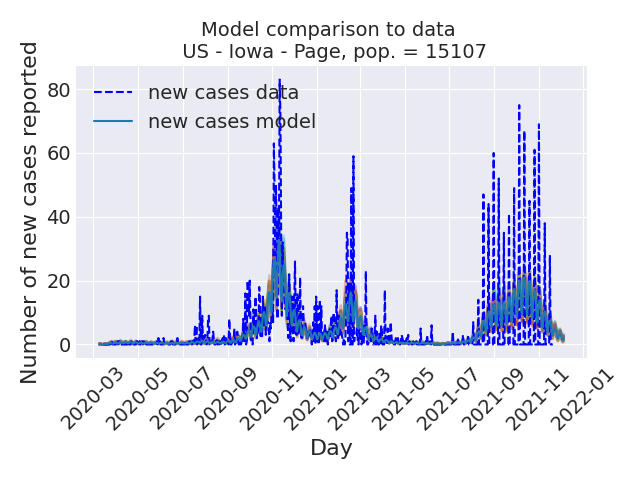 Model comparison to data
US - Iowa - Page, pop. = 15107
Number of new cases reported
80
60
40
20
0
new cases data
new cases model
2020-03
2020-05
2020-07
2020-09
2020-11
2021-01
2021-03
2021-05
2021-07
2021-09
2021-11
2022-01
Day